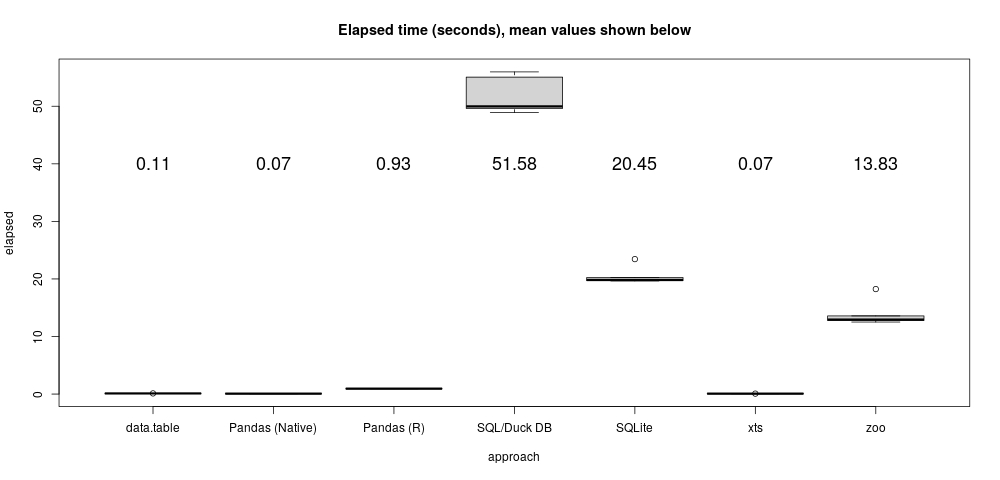 Elapsed time (seconds), mean values shown below
50
40
30
20
10
0
elapsed
0.11 0.07 0.93 51.58 20.45 0.07 13.83
data.table Pandas (Native) Pandas (R) SQL/Duck DB SQLite xts zoo
approach